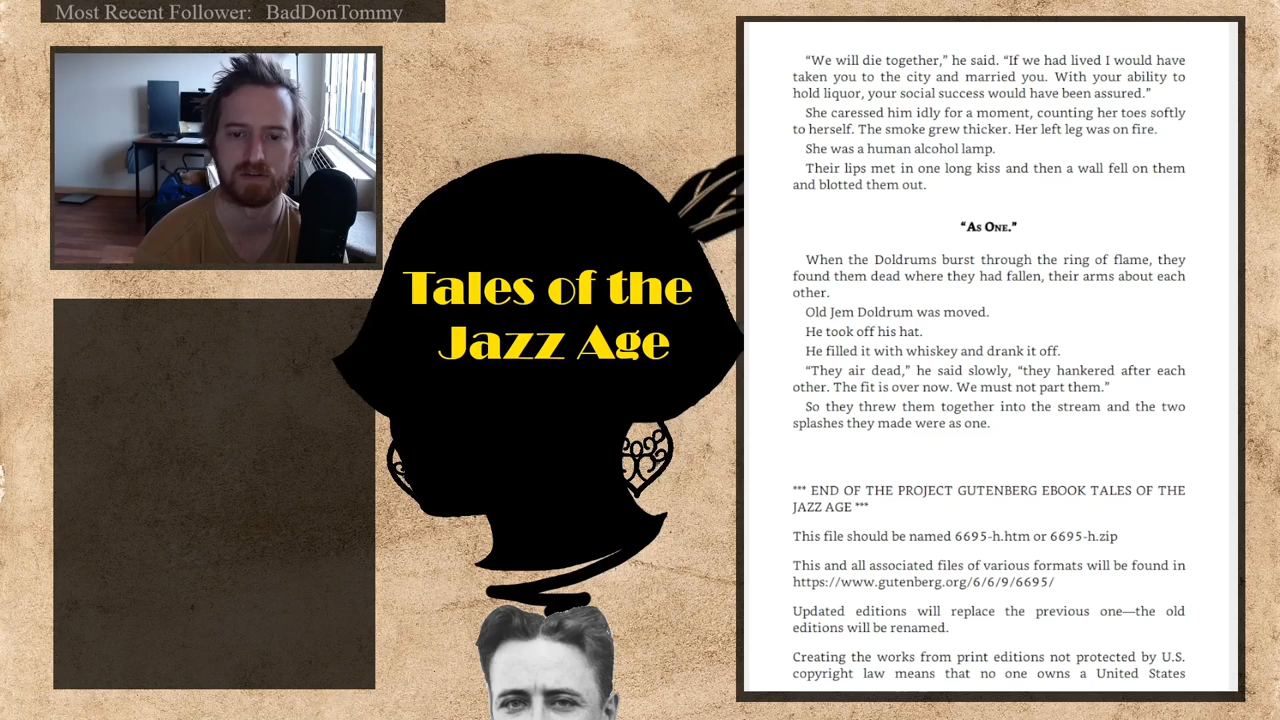 Most Recent Follower: BadDonTommy
Tales of the
Jazz Age
“We will die together,” he said. “If we had lived I would have
taken you to the city and married you. With your ability to
hold liquor, your social success would have been assured.”
She caressed him idly for a moment, counting her toes softly
to herself. The smoke grew thicker. Her left leg was on fire.
She was a human alcohol lamp.
Their lips met in one long kiss and then a wall fell on them
and blotted them out.
“As One.”
When the Doldrums burst through the ring of flame, they
found them dead where they had fallen, their arms about each
other.
Old Jem Doldrum was moved.
He took off his hat.
He filled it with whiskey and drank it off.
“They air dead,” he said slowly, “they hankered after each
other. The fit is over now. We must not part them.”
So they threw them together into the stream and the two
splashes they made were as one.
*** END OF THE PROJECT GUTENBERG EBOOK TALES OF THE
JAZZ AGE ***
This file should be named 6695-h.htm or 6695-h.zip
This and all associated files of various formats will be found in
https://www.gutenberg.org/6/6/9/6695/
Updated editions will replace the previous one—the old
editions will be renamed.
Creating the works from print editions not protected by U.S.
copyright law means that no one owns a United States